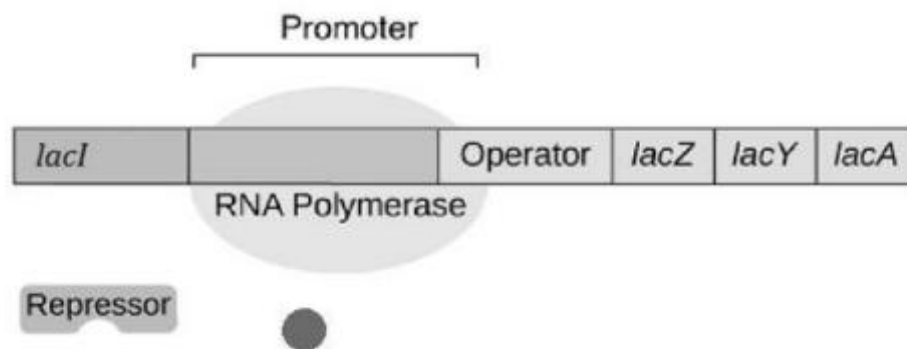 Promoter
lacI Operator lacZ lacY lacA
RNA Polymerase
Repressor